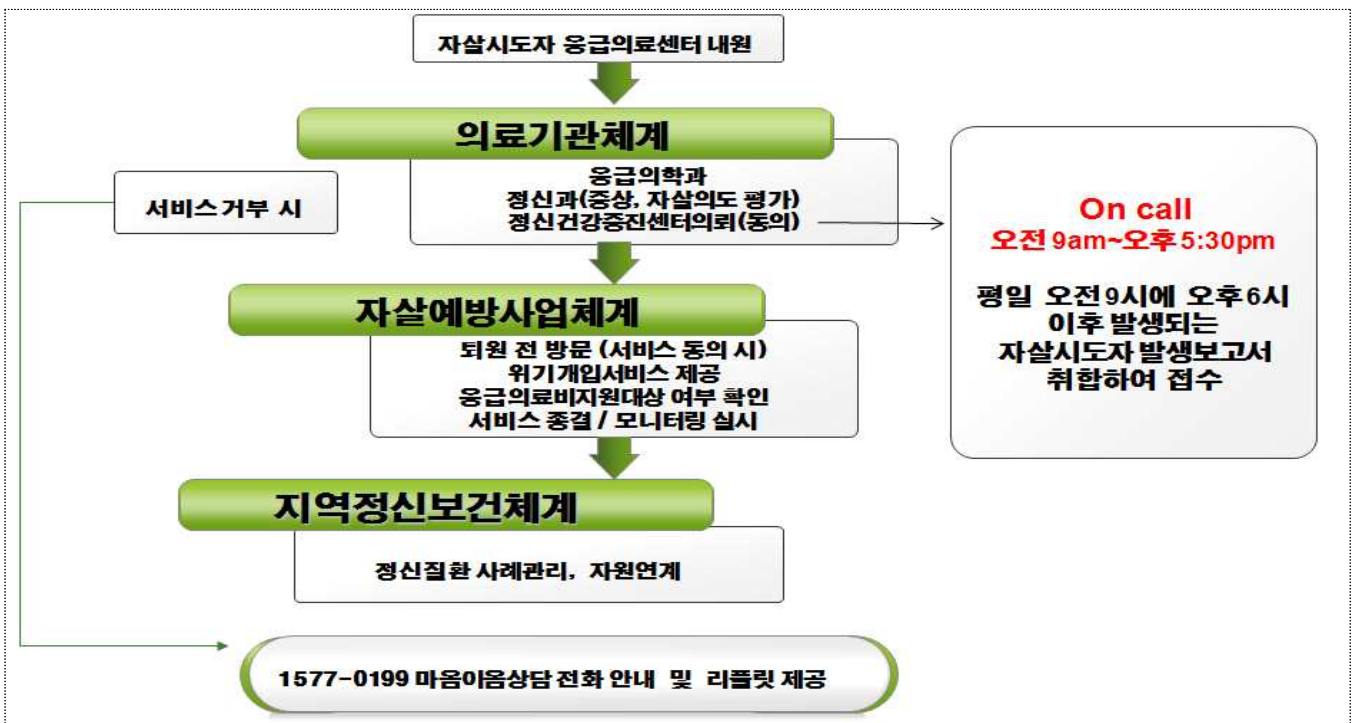 자살시도자 응급의료센터 내원
의료기관체계
응급의학과
정신과(증상, 자살의도 평가)
정신건강증진센터의뢰(동의)
서비스거부 시
On call
오전 9am~오후 5:30pm
평일 오전 9시에 오후 6시
이후 발생되는
자살시도자 발생보고서
취합하여 접수
자살예방사업체계
퇴원 전 방문 (서비스 동의 시)
위기개입서비스 제공
응급의료비지원대상 여부 확인
서비스 종결 / 모니터링 실시
지역정신보건체계
정신질환 사례관리, 자원연계
1577-0199 마음이음상담 전화 안내 및 리플릿 제공